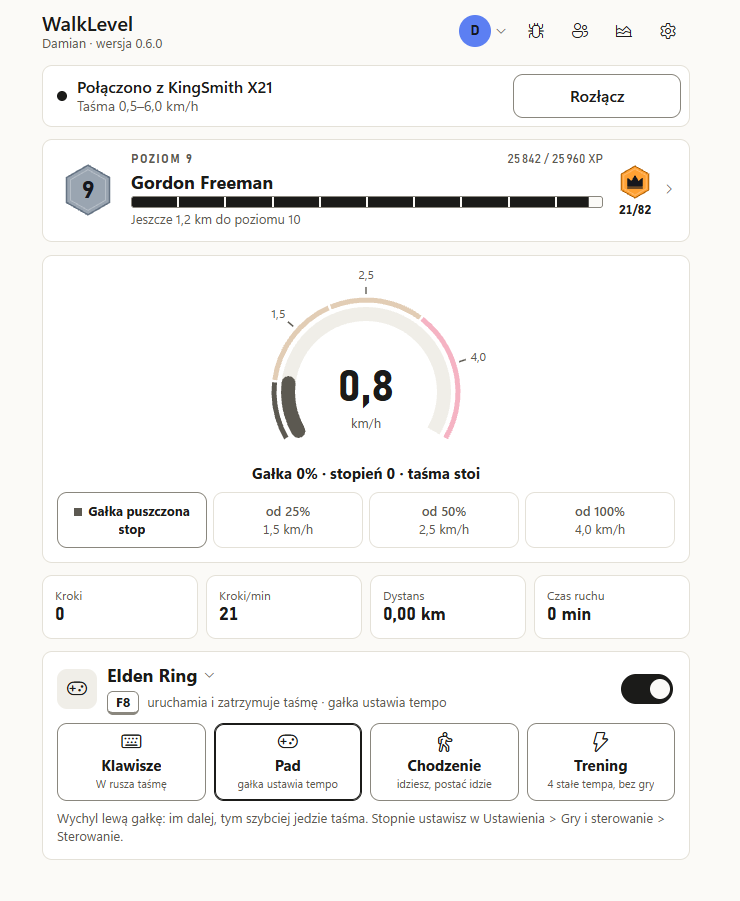 WalkLevel
Damian · wersja 0.6.0
D
Połączono z KingSmith X21
Taśma 0,5–6,0 km/h
Rozłącz
POZIOM 9
25 842 / 25 960 XP
9
Gordon Freeman
Jeszcze 1,2 km do poziomu 10
21/82
2,5
1,5
4,0
0,8
km/h
Gałka 0% · stopień 0 · taśma stoi
Gałka puszczona
stop
od 25%
1,5 km/h
od 50%
2,5 km/h
od 100%
4,0 km/h
Kroki
0
Kroki/min
21
Dystans
0,00 km
Czas ruchu
0 min
Elden Ring
F8 uruchamia i zatrzymuje taśmę · gałka ustawia tempo
Klawisze
W rusza taśmę
Pad
gałka ustawia tempo
Chodzenie
idziesz, postać idzie
Trening
4 stałe tempa, bez gry
Wychyl lewą gałkę: im dalej, tym szybciej jedzie taśma. Stopnie ustawisz w Ustawienia > Gry i sterowanie >
Sterowanie.